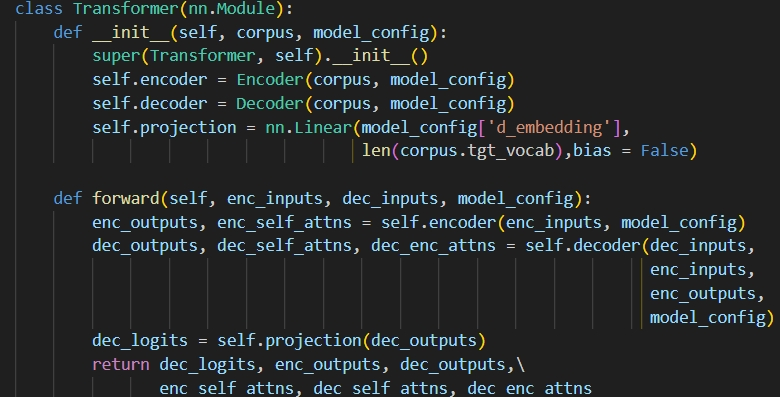 class Transformer(nn.Module):
    def __init__(self, corpus, model_config):
        super(Transformer, self).__init__()
        self.encoder = Encoder(corpus, model_config)
        self.decoder = Decoder(corpus, model_config)
        self.projection = nn.Linear(model_config['d_embedding'],
                                    len(corpus.tgt_vocab),bias = False)
    def forward(self, enc_inputs, dec_inputs, model_config):
        enc_outputs, enc_self_attns = self.encoder(enc_inputs, model_config)
        dec_outputs, dec_self_attns, dec_enc_attns = self.decoder(dec_inputs,
                                                                  enc_inputs,
                                                                  enc_outputs,
                                                                  model_config)
        dec_logits = self.projection(dec_outputs)
        return dec_logits, enc_outputs, dec_outputs,\
               enc_self_attns, dec_self_attns, dec_enc_attns